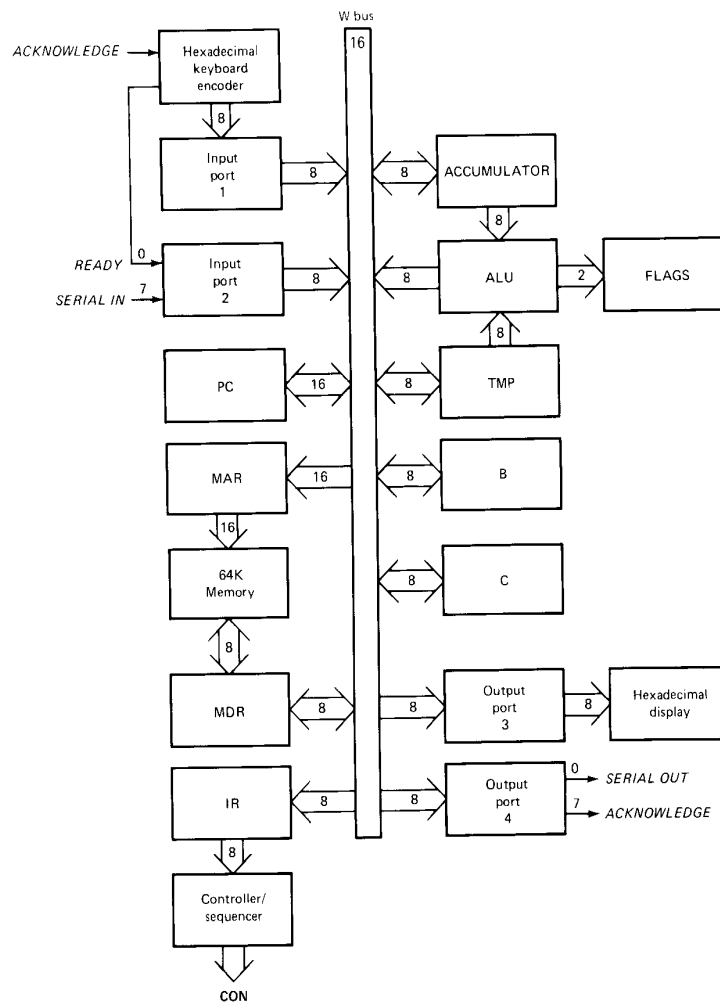 W bus
16
ACKNOWLEDGE
Hexadecimal
keyboard
encoder
8
Input
port
1
8
8
ACCUMULATOR
8
READY
0
SERIAL IN
7
Input
port
2
8
8
ALU
2
FLAGS
8
PC
16
8
TMP
MAR
16
8
B
16
64K
Memory
8
C
8
MDR
8
8
Output
port
3
8
Hexadecimal
display
IR
8
8
Output
port
4
0
SERIAL OUT
7
ACKNOWLEDGE
8
Controller/
sequencer
CON